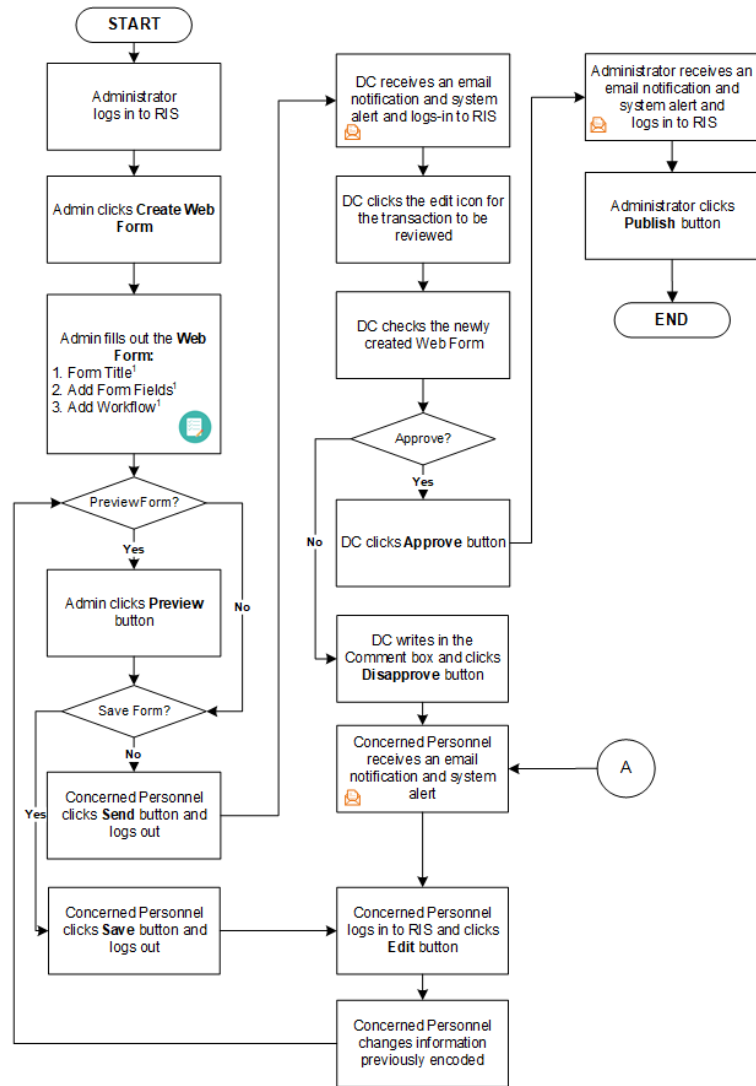 START
Administrator
logs in to RIS
Admin clicks Create Web
Form
Admin fills out the Web
Form:
1. Form Title¹
2. Add Form Fields¹
3. Add Workflow¹
Preview Form?
Yes
No
Admin clicks Preview
button
Save Form?
No
Yes
Concerned Personnel
clicks Send button and
logs out
Concerned Personnel
clicks Save button and
logs out
DC receives an email
notification and system
alert and logs-in to RIS
DC clicks the edit icon for
the transaction to be
reviewed
DC checks the newly
created Web Form
Approve?
Yes
No
DC clicks Approve button
DC writes in the
Comment box and clicks
Disapprove button
Concerned Personnel
receives an email
notification and system
alert
A
Concerned Personnel
logs in to RIS and clicks
Edit button
Concerned Personnel
changes information
previously encoded
Administrator receives an
email notification and
system alert and
logs in to RIS
Administrator clicks
Publish button
END